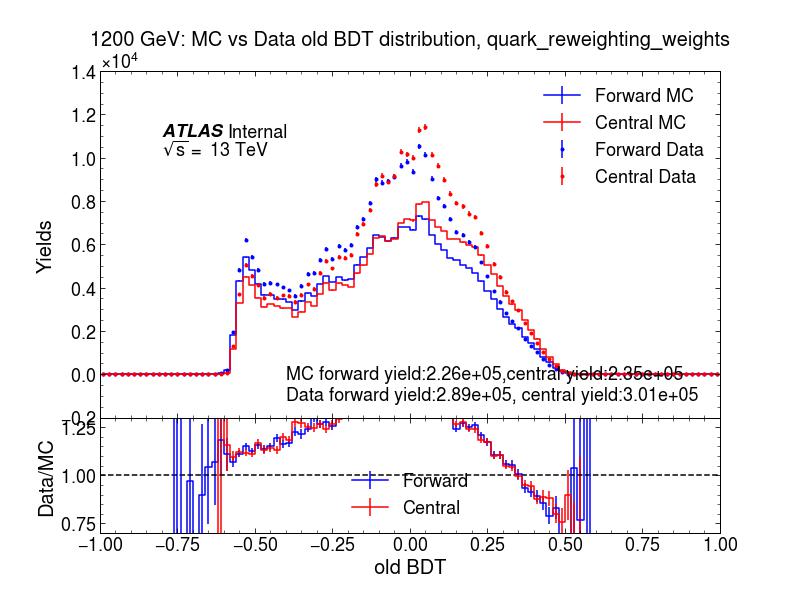 1200 GeV: MC vs Data old BDT distribution, quark_reweighting_weights
×10⁴
1.4
1.2
1.0
0.8
0.6
0.4
0.2
0.0
0.2
Yields
ATLAS Internal
√s = 13 TeV
Forward MC
Central MC
Forward Data
Central Data
MC forward yield:2.26e+05,central yield:2.35e+05
Data forward yield:2.89e+05, central yield:3.01e+05
1.25
1.00
0.75
Data/MC
Forward
Central
−1.00 −0.75 −0.50 −0.25 0.00 0.25 0.50 0.75 1.00
old BDT